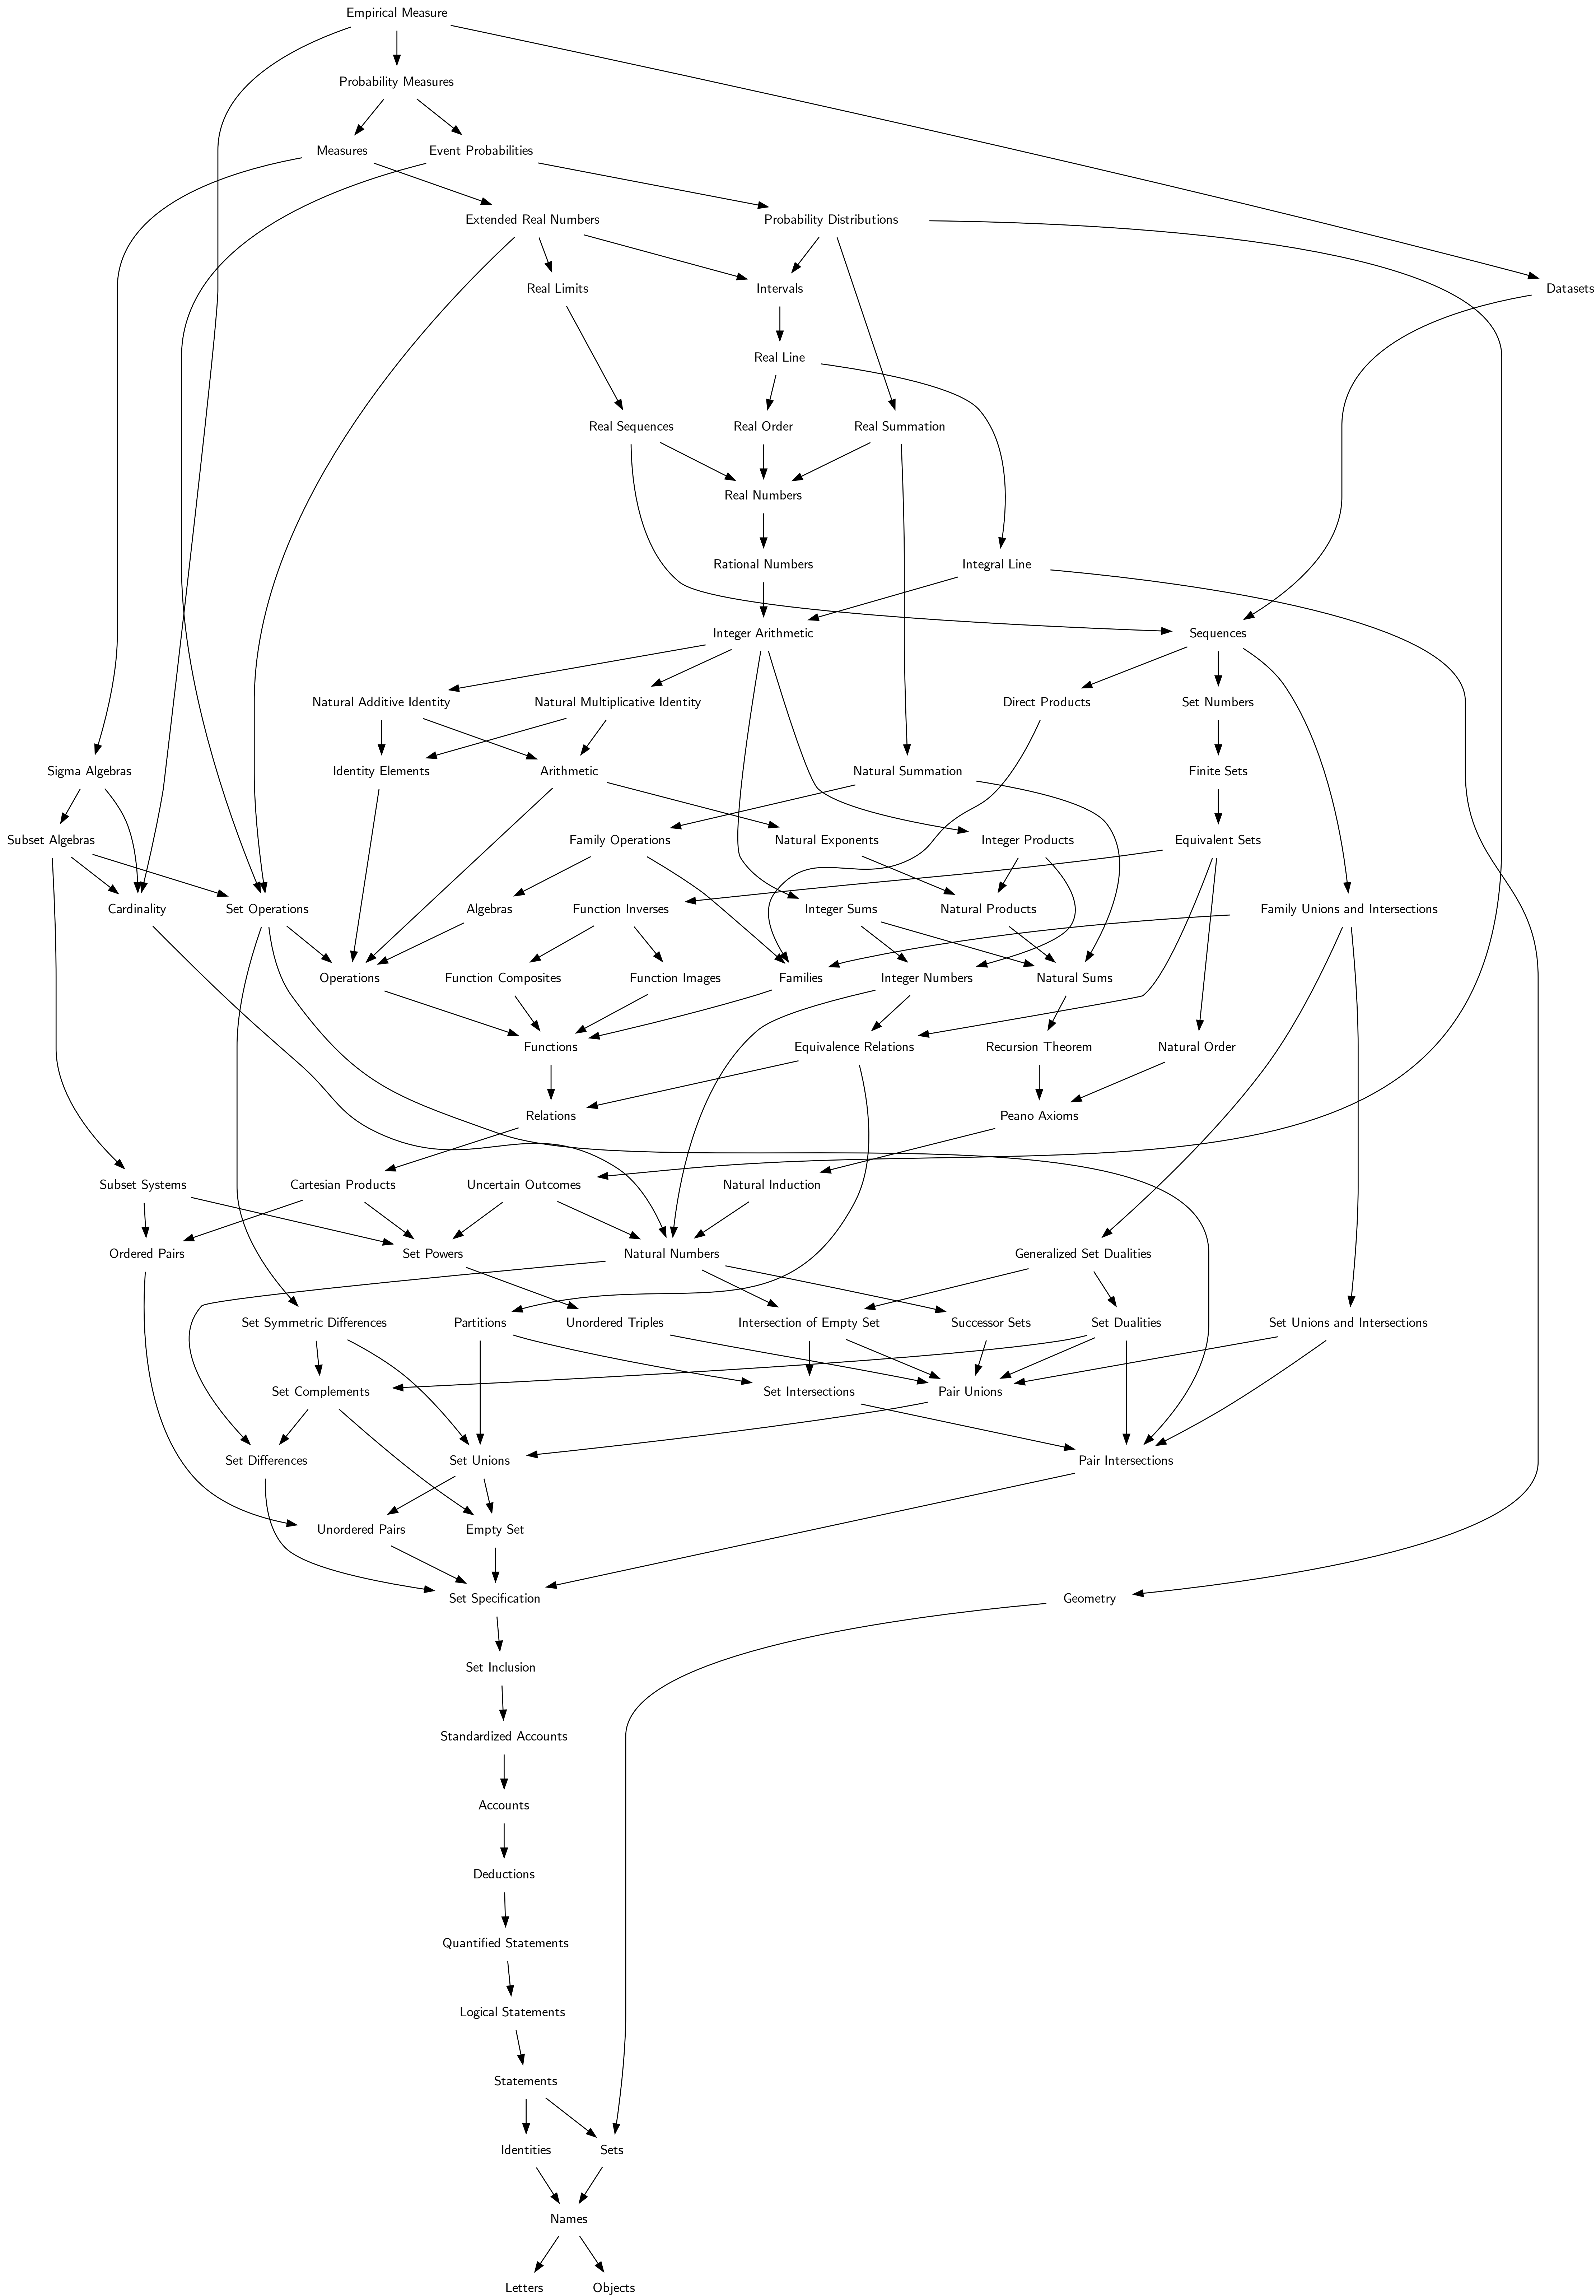 Empirical Measure
Probability Measures
Measures
Event Probabilities
Extended Real Numbers
Probability Distributions
Real Limits
Intervals
Datasets
Real Line
Real Sequences
Real Order
Real Summation
Real Numbers
Rational Numbers
Integral Line
Integer Arithmetic
Sequences
Natural Additive Identity
Natural Multiplicative Identity
Direct Products
Set Numbers
Sigma Algebras
Identity Elements
Arithmetic
Natural Summation
Finite Sets
Subset Algebras
Family Operations
Natural Exponents
Integer Products
Equivalent Sets
Cardinality
Set Operations
Algebras
Function Inverses
Integer Sums
Natural Products
Family Unions and Intersections
Operations
Function Composites
Function Images
Families
Integer Numbers
Natural Sums
Functions
Equivalence Relations
Recursion Theorem
Natural Order
Relations
Peano Axioms
Subset Systems
Cartesian Products
Uncertain Outcomes
Natural Induction
Ordered Pairs
Set Powers
Natural Numbers
Generalized Set Dualities
Set Symmetric Differences
Partitions
Unordered Triples
Intersection of Empty Set
Successor Sets
Set Dualities
Set Unions and Intersections
Set Complements
Set Intersections
Pair Unions
Set Differences
Set Unions
Pair Intersections
Unordered Pairs
Empty Set
Set Specification
Geometry
Set Inclusion
Standardized Accounts
Accounts
Deductions
Quantified Statements
Logical Statements
Statements
Identities
Sets
Names
Letters
Objects